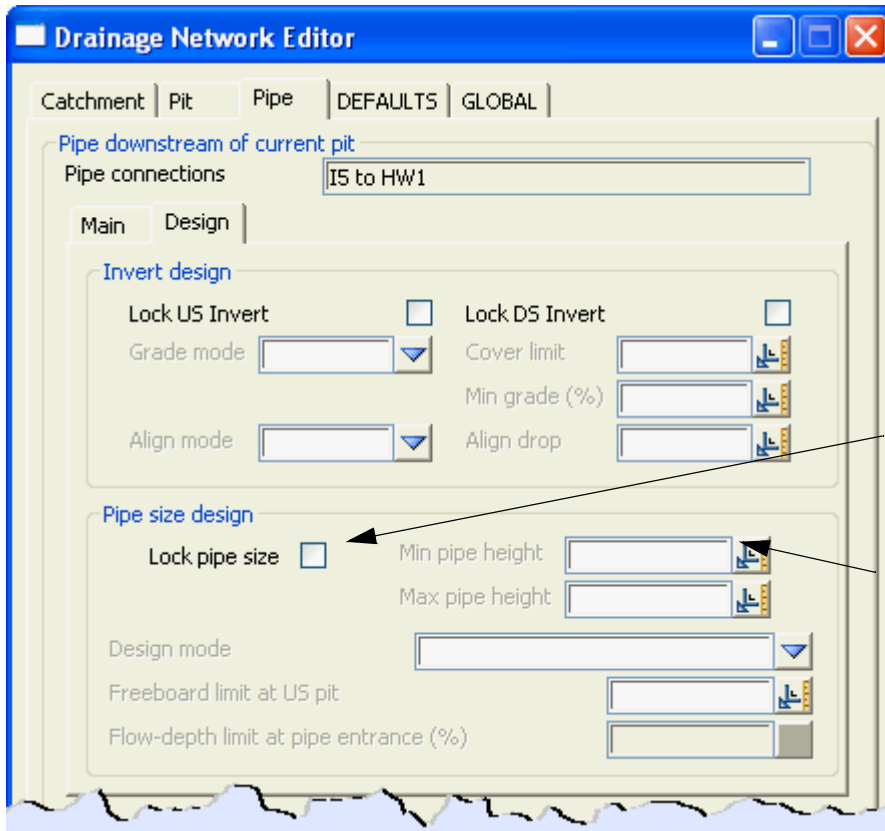 Drainage Network Editor
Catchment Pit Pipe DEFAULTS GLOBAL
Pipe downstream of current pit
Pipe connections I5 to HW1
Main Design
Invert design
Lock US Invert Lock DS Invert
Grade mode Cover limit
Min grade (%)
Align mode Align drop
Pipe size design
Lock pipe size Min pipe height
Max pipe height
Design mode
Freeboard limit at US pit
Flow-depth limit at pipe entrance (%)